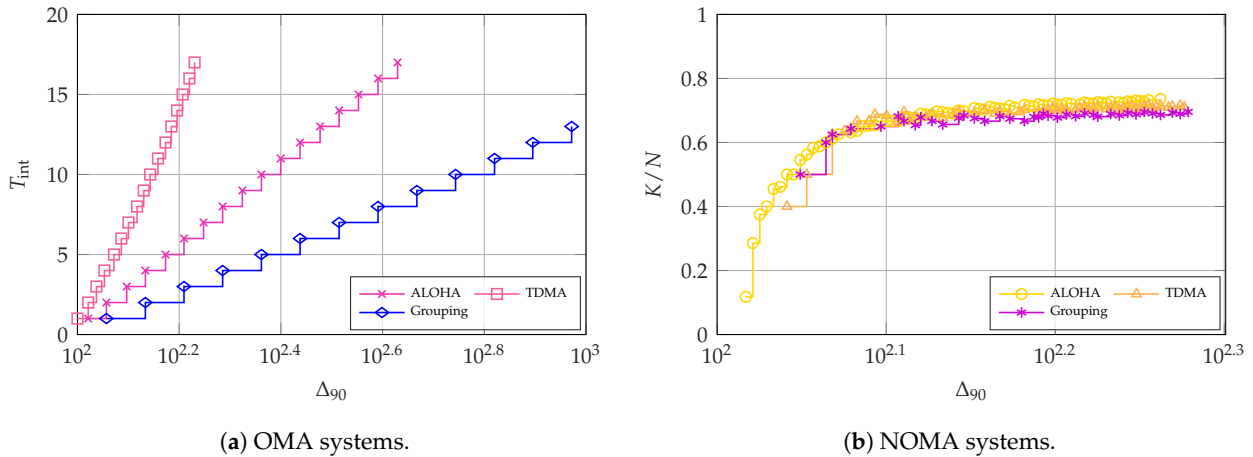 20
15
10
5
0
T_int
10^2
10^2.2
10^2.4
10^2.6
10^2.8
10^3
Δ_90
ALOHA
TDMA
Grouping
(a) OMA systems.
1
0.8
0.6
0.4
0.2
0
K/N
10^2
10^2.1
10^2.2
10^2.3
Δ_90
ALOHA
TDMA
Grouping
(b) NOMA systems.